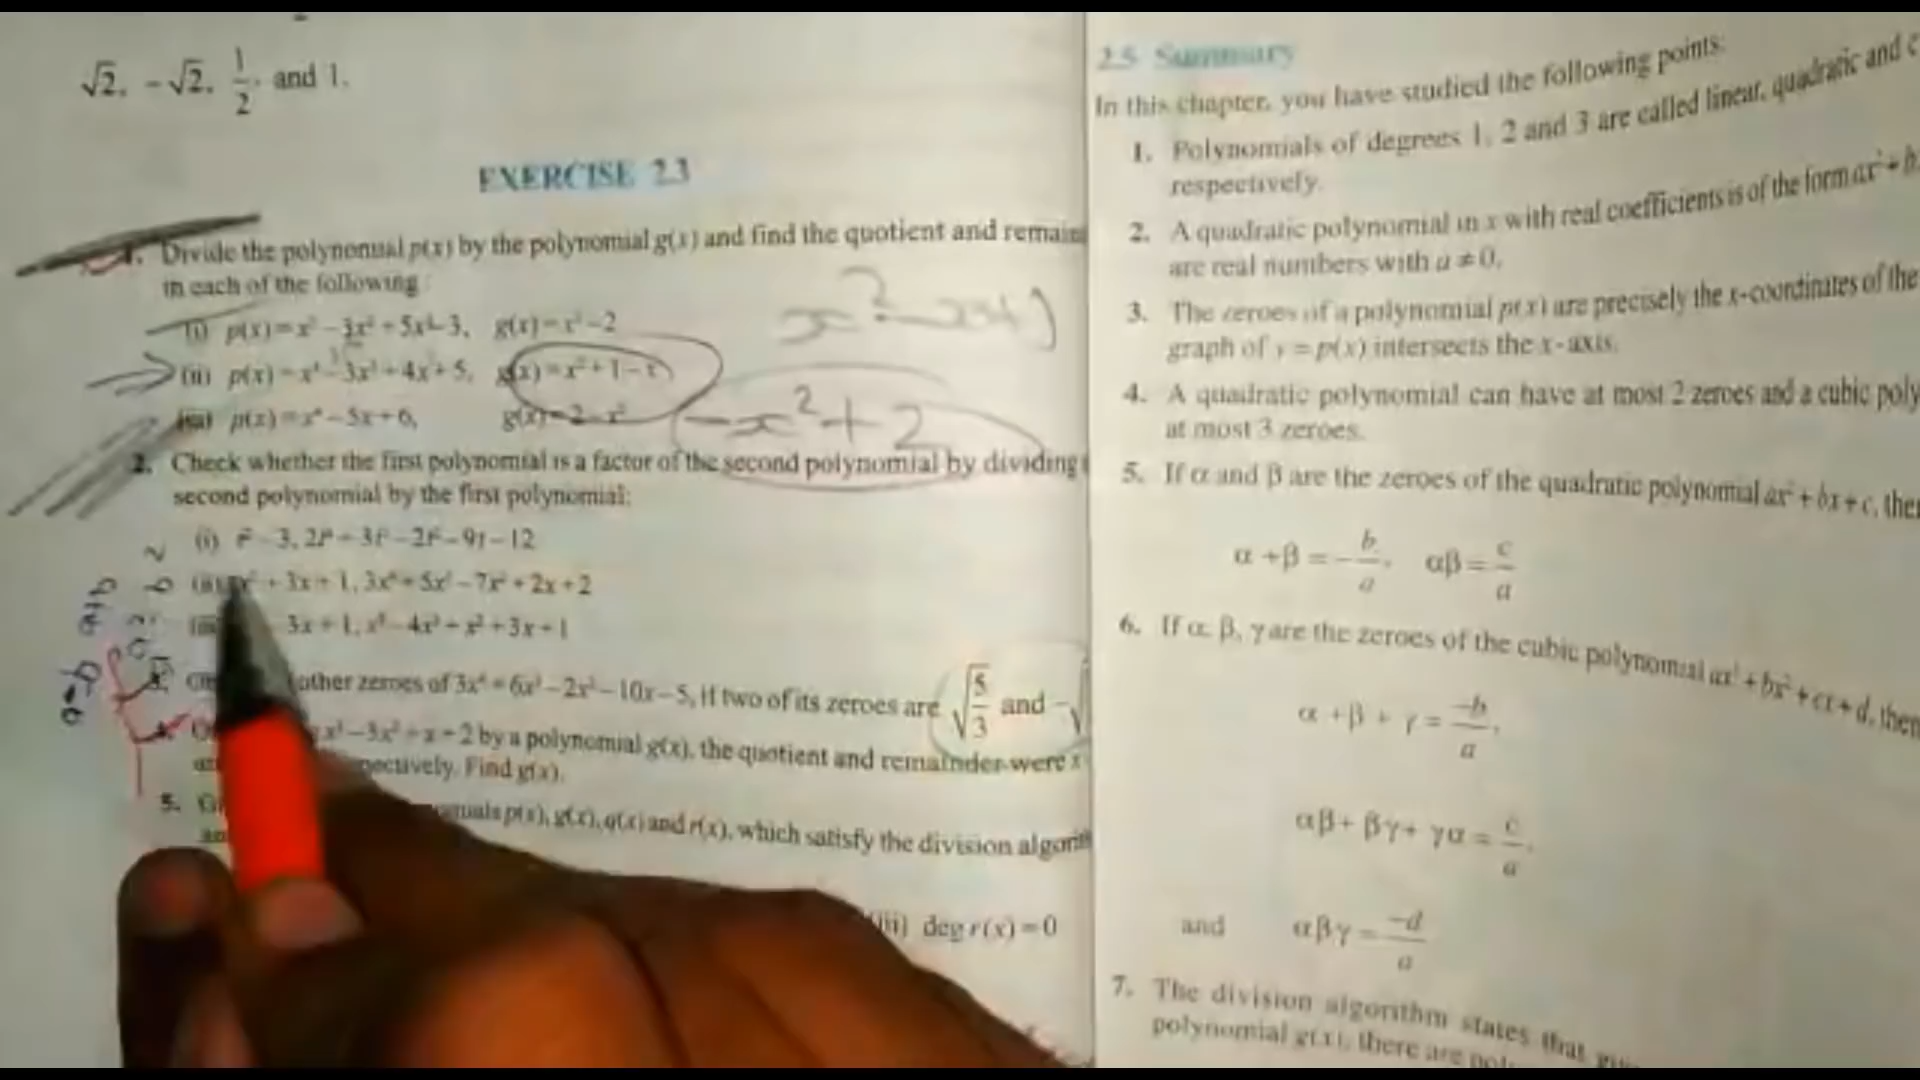 √2, -√2, 1/2, and 1.
EXERCISE 2.3
1. Divide the polynomial p(x) by the polynomial g(x) and find the quotient and
in each of the following :
(i) p(x) = x³ – 3x² + 5x – 3, g(x) = x² – 2
(ii) p(x) = x⁴ – 3x² + 4x + 5, g(x) = x² + 1 – x
(iii) p(x) = x⁴ – 5x + 6, g(x) = 2 – x²
x² - x + 1
-x² + 2
2. Check whether the first polynomial is a factor of the second polynomial by dividing
second polynomial by the first polynomial:
(i) t² – 3, 2t⁴ + 3t³ – 2t² – 9t – 12
(ii) x² + 3x + 1, 3x⁴ + 5x³ – 7x² + 2x + 2
(iii) 3x + 1, x⁵ – 4x³ + x² + 3x + 1
3. other zeroes of 3x⁴ + 6x³ – 2x² – 10x – 5, if two of its zeroes are √5/3 and -√
4. x³ – 3x² + x + 2 by a polynomial g(x), the quotient and remainder were x
Find g(x).
5. p(x), g(x), q(x) and r(x), which satisfy the division
(iii) deg r(x) = 0
2.5 Summary
In this chapter, you have studied the following points:
1. Polynomials of degrees 1, 2 and 3 are called linear, quadratic and
respectively.
2. A quadratic polynomial in x with real coefficients is of the form ax² + b
are real numbers with a ≠ 0.
3. The zeroes of a polynomial p(x) are precisely the x-coordinates of the
graph of y = p(x) intersects the x-axis.
4. A quadratic polynomial can have at most 2 zeroes and a cubic poly
at most 3 zeroes.
5. If α and β are the zeroes of the quadratic polynomial ax² + bx + c, then
α + β = -b/a, αβ = c/a
6. If α, β, γ are the zeroes of the cubic polynomial ax³ + bx² + cx + d, then
α + β + γ = -b/a,
αβ + βγ + γα = c/a,
and αβγ = -d/a
7. The division algorithm states that
polynomial g(x), there are